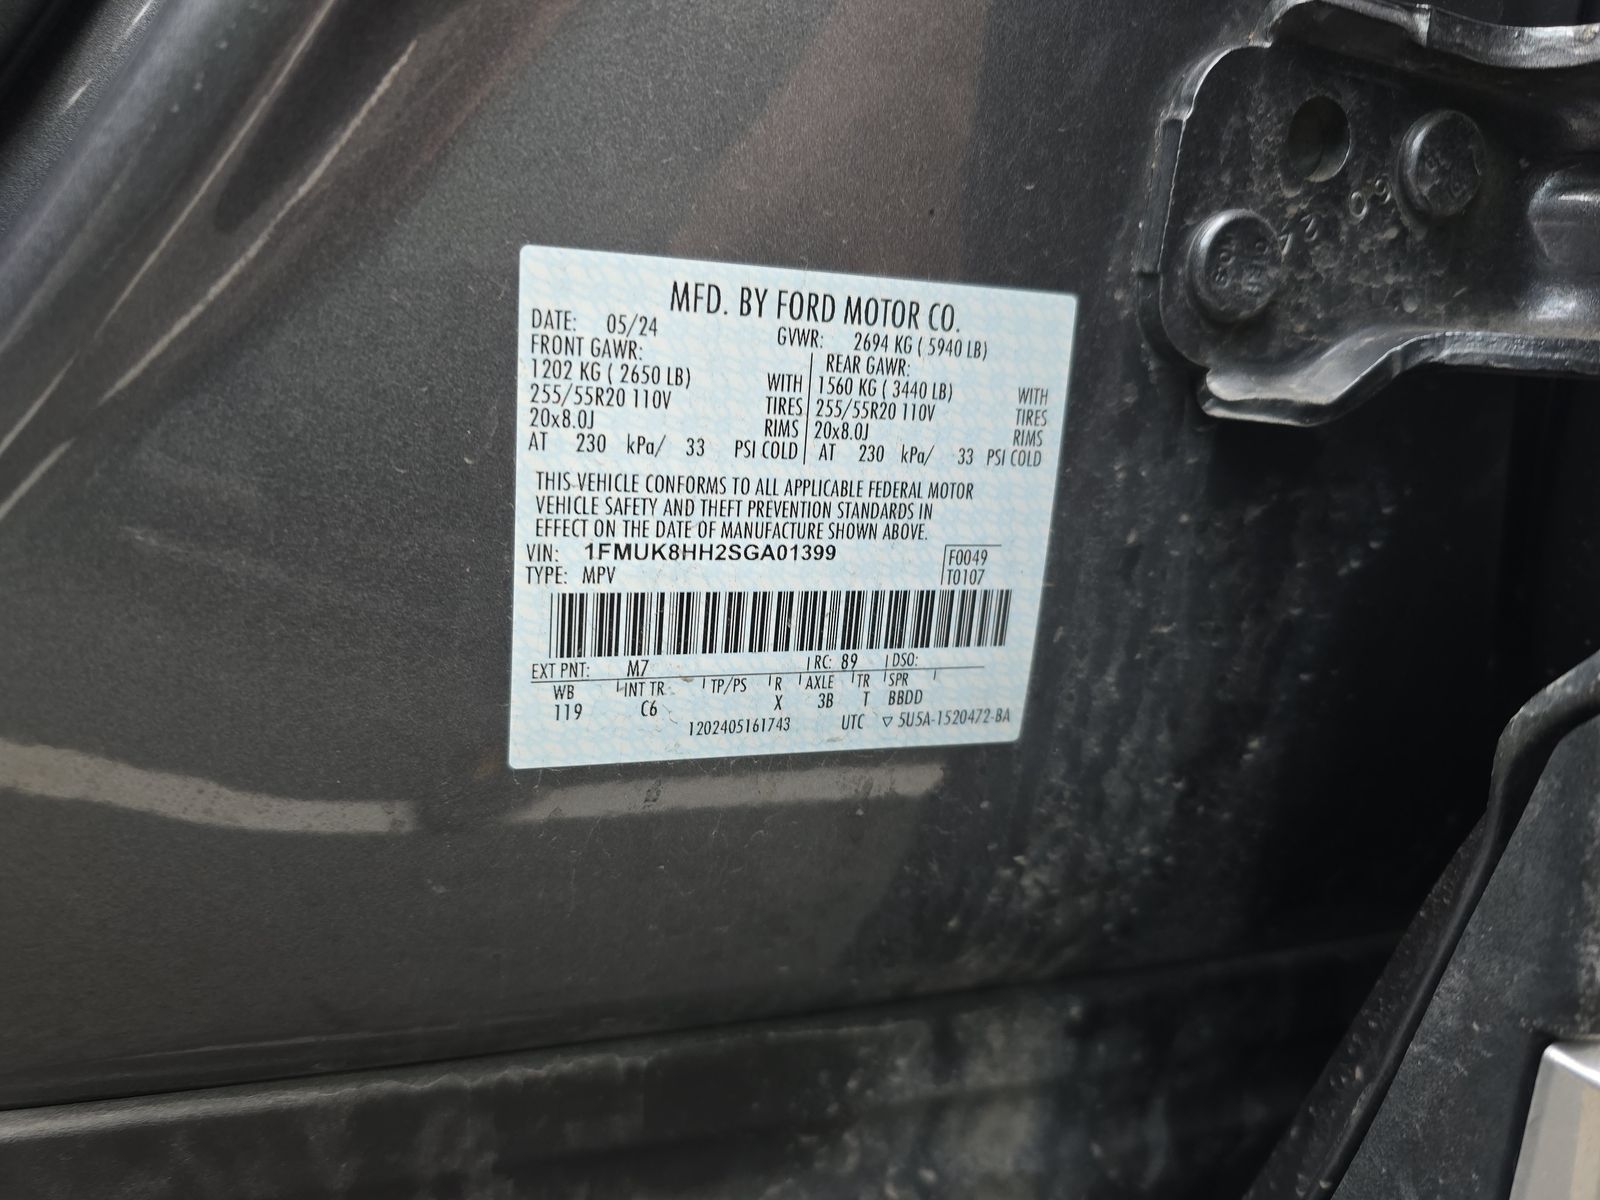 MFD. BY FORD MOTOR CO.
DATE: 05/24 GVWR: 2694 KG ( 5940 LB)
FRONT GAWR: REAR GAWR:
1202 KG ( 2650 LB) WITH 1560 KG ( 3440 LB) WITH
255/55R20 110V TIRES 255/55R20 110V TIRES
20x8.0J RIMS 20x8.0J RIMS
AT 230 kPa/ 33 PSI COLD AT 230 kPa/ 33 PSI COLD
THIS VEHICLE CONFORMS TO ALL APPLICABLE FEDERAL MOTOR
VEHICLE SAFETY AND THEFT PREVENTION STANDARDS IN
EFFECT ON THE DATE OF MANUFACTURE SHOWN ABOVE.
VIN: 1FMUK8HH2SGA01399 F0049
TYPE: MPV T0107
EXT PNT: M7 RC: 89 DSO:
WB INT TR TP/PS R AXLE TR SPR
119 C6 X 3B T BBDD
1202405161743 UTC ▽ 5U5A-1520472-BA